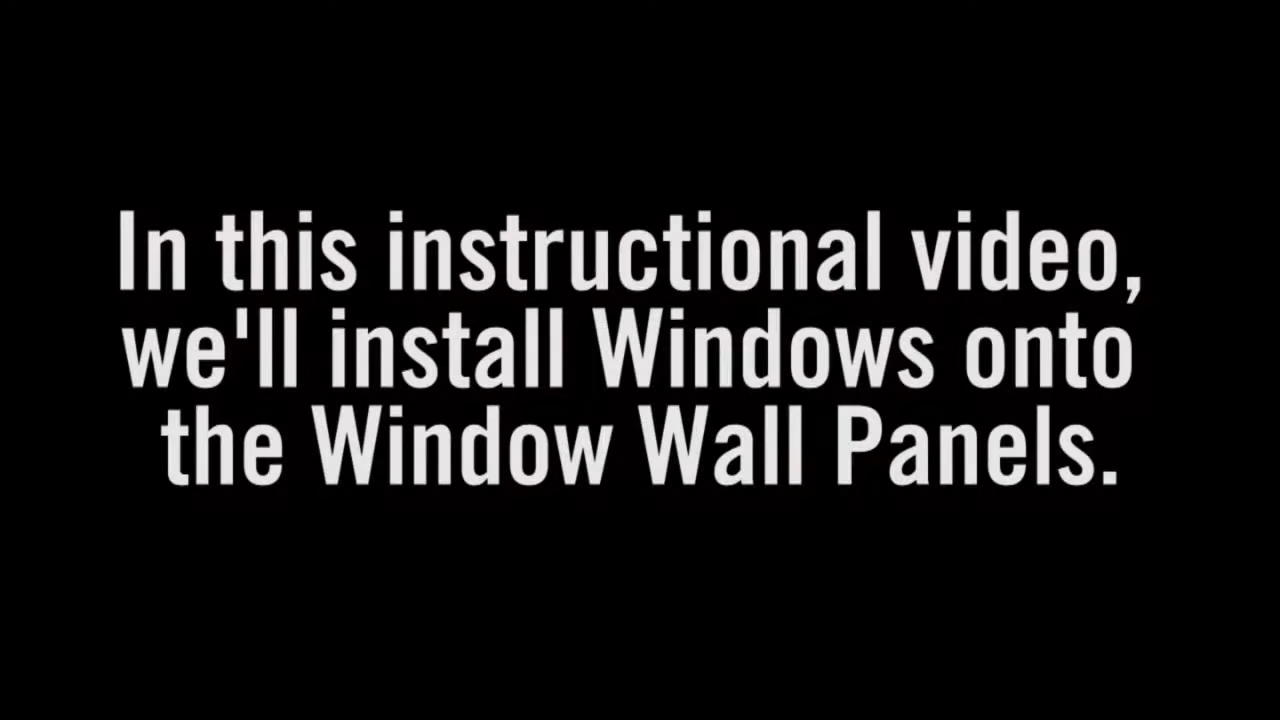 In this instructional video,
we'll install Windows onto
the Window Wall Panels.